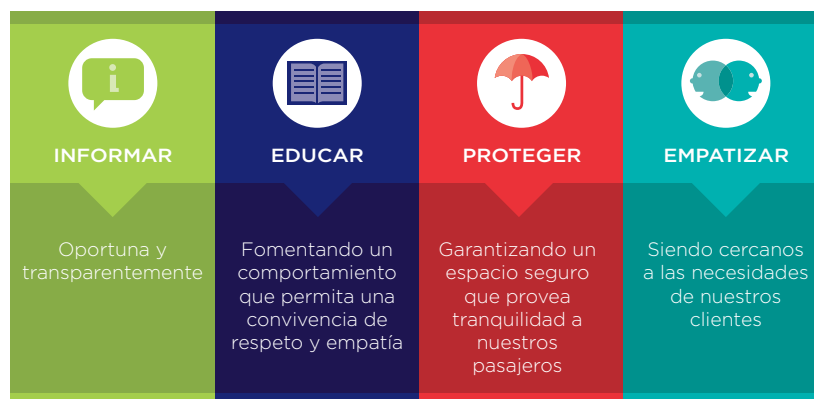 INFORMAR
Oportuna y
transparentemente
EDUCAR
Fomentando un
comportamiento
que permita una
convivencia de
respeto y empatía
PROTEGER
Garantizando un
espacio seguro
que provea
tranquilidad a
nuestros
pasajeros
EMPATIZAR
Siendo cercanos
a las necesidades
de nuestros
clientes